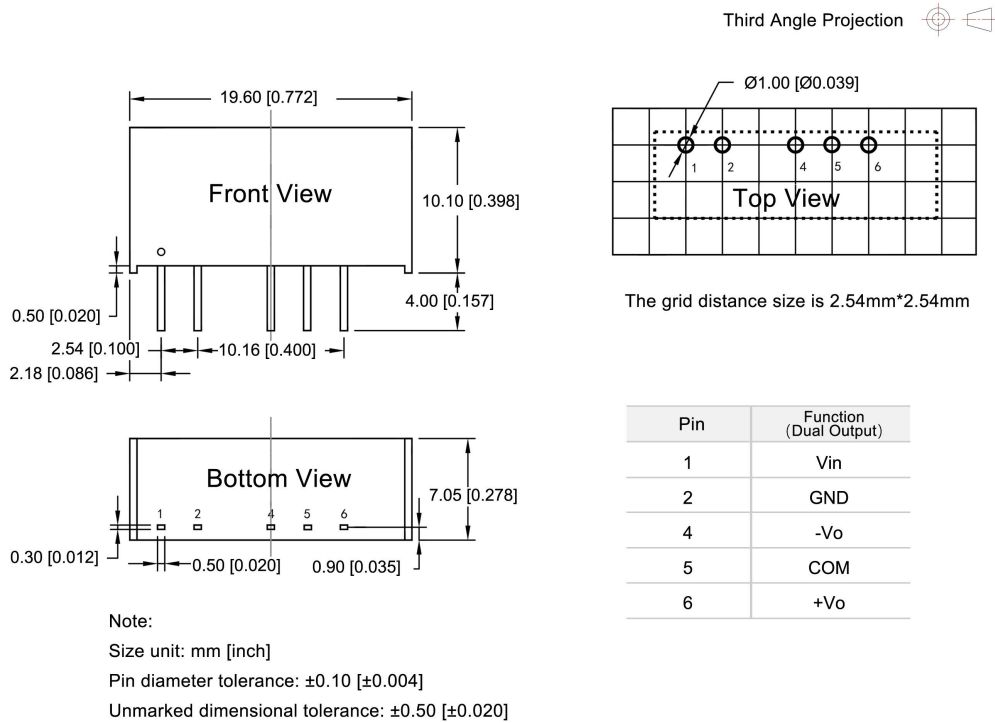 Third Angle Projection
19.60 [0.772]
Front View
10.10 [0.398]
0.50 [0.020]
4.00 [0.157]
2.54 [0.100]
10.16 [0.400]
2.18 [0.086]
Ø1.00 [Ø0.039]
1 2 4 5 6
Top View
The grid distance size is 2.54mm*2.54mm
Bottom View
1 2 4 5 6
7.05 [0.278]
0.30 [0.012]
0.50 [0.020]
0.90 [0.035]
Pin Function
(Dual Output)
1 Vin
2 GND
4 -Vo
5 COM
6 +Vo
Note:
Size unit: mm [inch]
Pin diameter tolerance: ±0.10 [±0.004]
Unmarked dimensional tolerance: ±0.50 [±0.020]